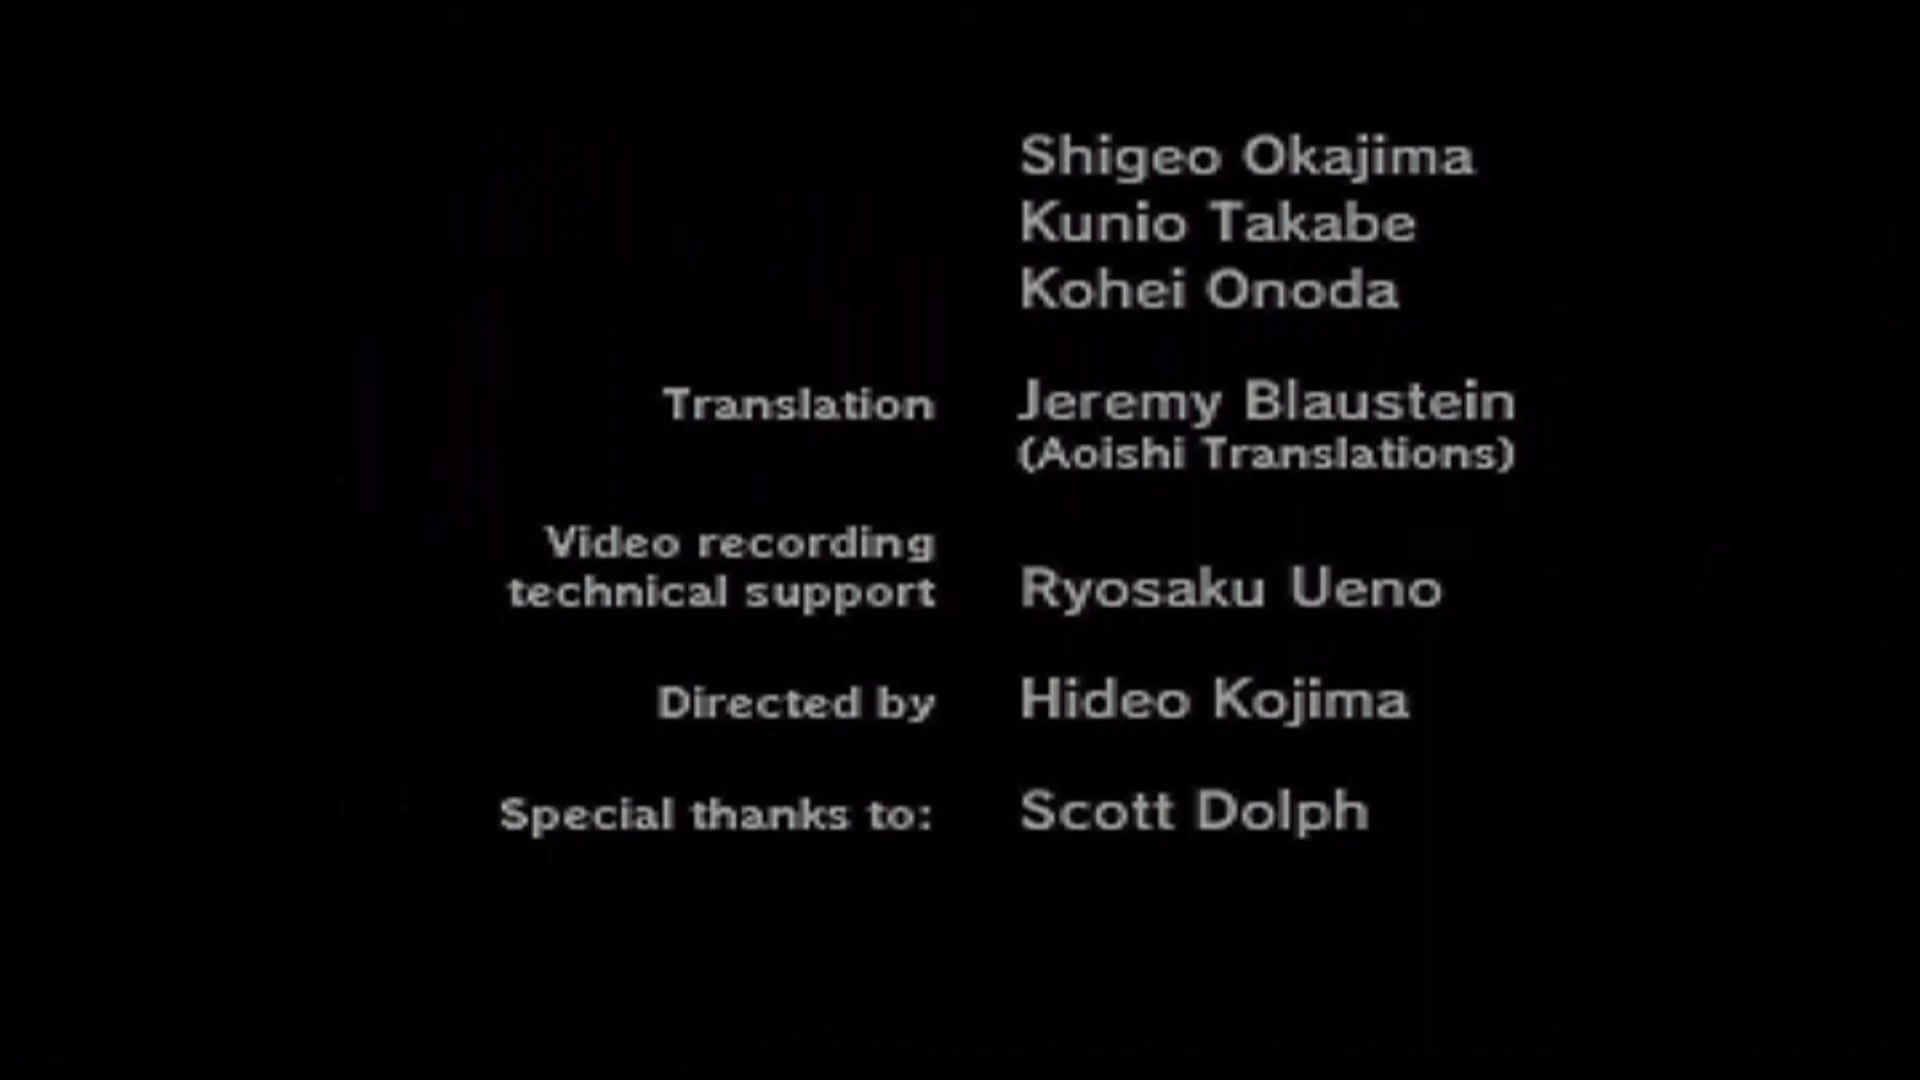 Shigeo Okajima
Kunio Takabe
Kohei Onoda
Translation Jeremy Blaustein
(Aoishi Translations)
Video recording
technical support Ryosaku Ueno
Directed by Hideo Kojima
Special thanks to: Scott Dolph